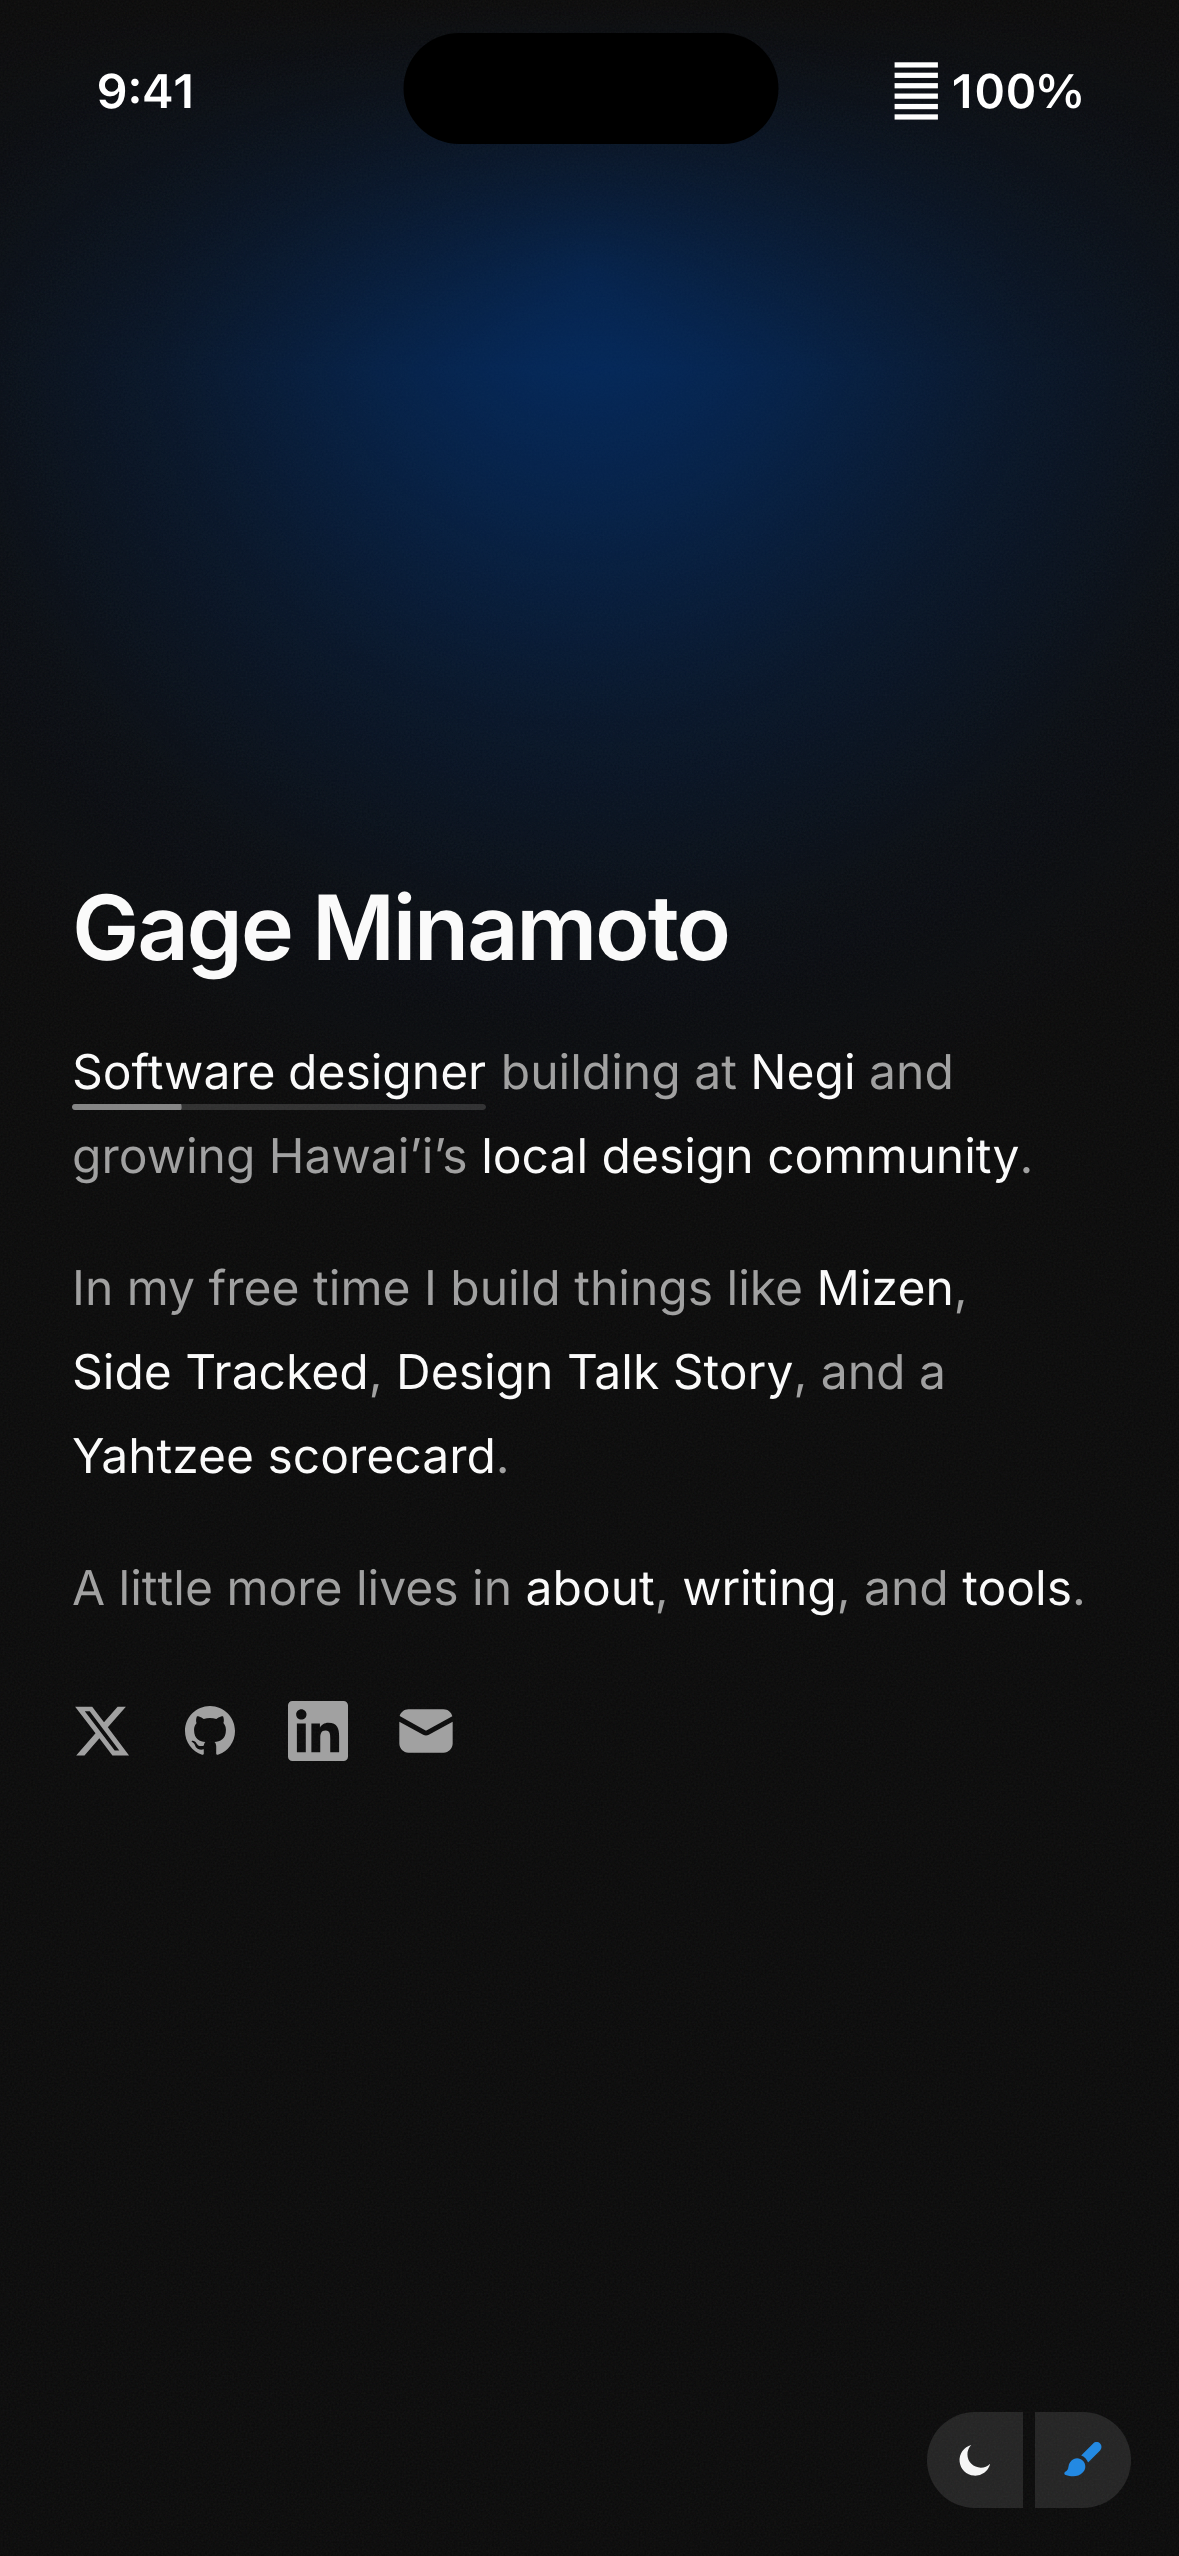 9:41
100%
Gage Minamoto
Software designer building at Negi and
growing Hawai’i’s local design community.
In my free time I build things like Mizen,
Side Tracked, Design Talk Story, and a
Yahtzee scorecard.
A little more lives in about, writing, and tools.